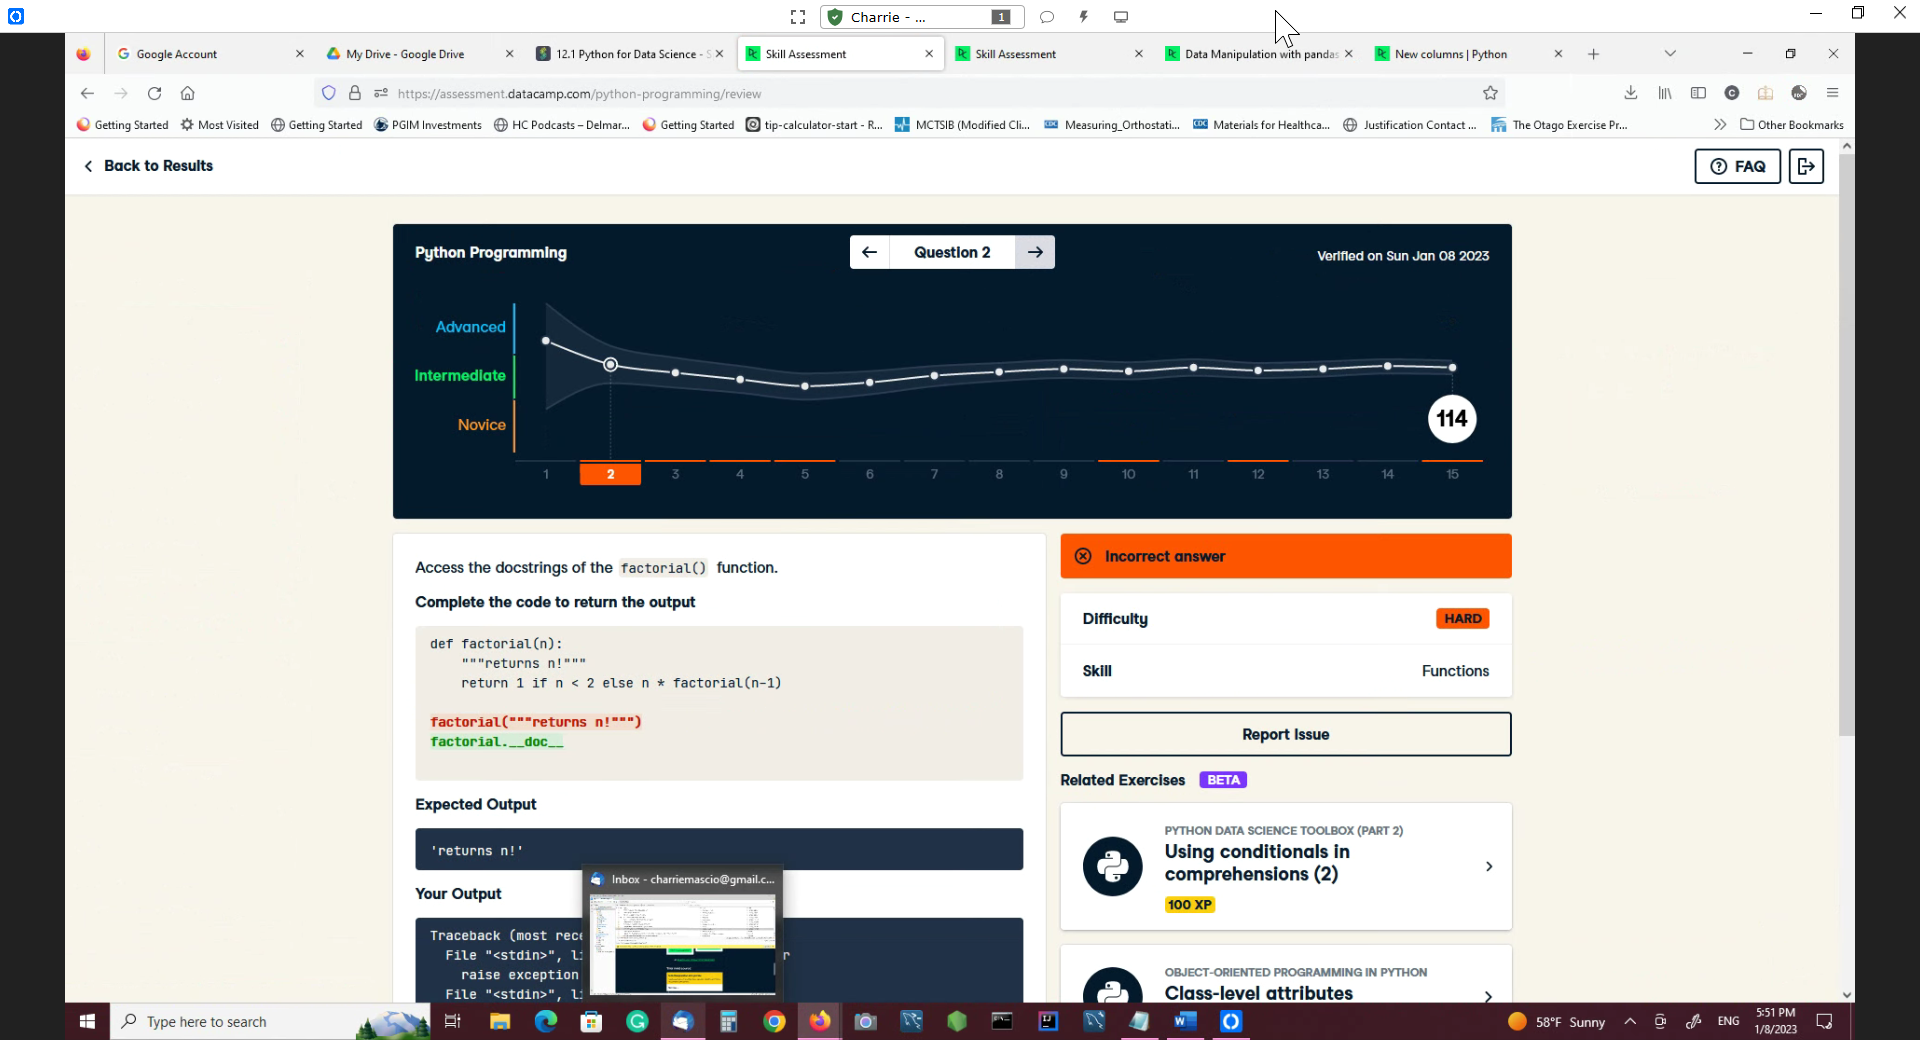 Charrie - ...
1
Google Account
My Drive - Google Drive
12.1 Python for Data Science - S
Skill Assessment
Skill Assessment
Data Manipulation with pandas
New columns | Python
https://assessment.datacamp.com/python-programming/review
Getting Started
Most Visited
Getting Started
PGIM Investments
HC Podcasts – Delmar...
Getting Started
tip-calculator-start - R...
MCTSIB (Modified Cli...
Measuring_Orthostati...
Materials for Healthca...
Justification Contact ...
The Otago Exercise Pr...
Other Bookmarks
Back to Results
FAQ
Python Programming
Question 2
Verified on Sun Jan 08 2023
Advanced
Intermediate
Novice
114
1 2 3 4 5 6 7 8 9 10 11 12 13 14 15
Access the docstrings of the factorial() function.
Complete the code to return the output
def factorial(n):
"""returns n!"""
return 1 if n < 2 else n * factorial(n-1)
factorial("""returns n!""")
factorial.__doc__
Expected Output
'returns n!'
Your Output
Traceback (most rece
File "<stdin>", li
raise exception
File "<stdin>", li
Inbox - charriemascio@gmail.c...
Incorrect answer
Difficulty
HARD
Skill
Functions
Report Issue
Related Exercises
BETA
PYTHON DATA SCIENCE TOOLBOX (PART 2)
Using conditionals in
comprehensions (2)
100 XP
OBJECT-ORIENTED PROGRAMMING IN PYTHON
Class-level attributes
Type here to search
58°F Sunny
ENG
5:51 PM
1/8/2023